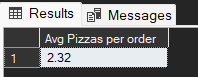 Results Messages
Avg Pizzas per order
1 2.32